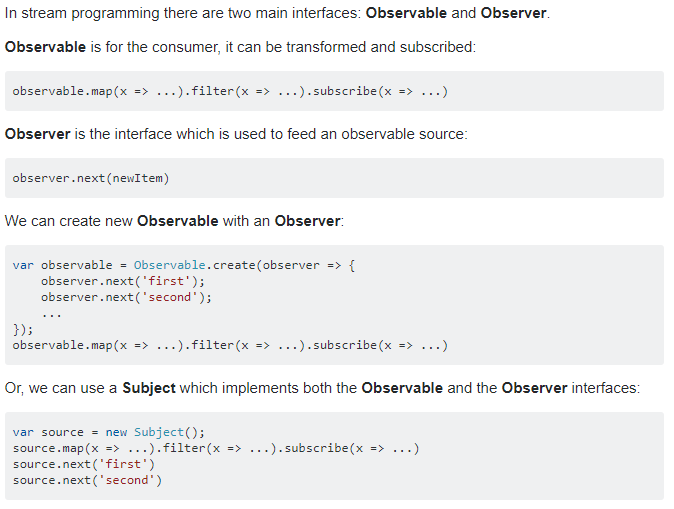 In stream programming there are two main interfaces: Observable and Observer.
Observable is for the consumer, it can be transformed and subscribed:
observable.map(x => ...).filter(x => ...).subscribe(x => ...)
Observer is the interface which is used to feed an observable source:
observer.next(newItem)
We can create new Observable with an Observer:
var observable = Observable.create(observer => {
    observer.next('first');
    observer.next('second');
    ...
});
observable.map(x => ...).filter(x => ...).subscribe(x => ...)
Or, we can use a Subject which implements both the Observable and the Observer interfaces:
var source = new Subject();
source.map(x => ...).filter(x => ...).subscribe(x => ...)
source.next('first')
source.next('second')